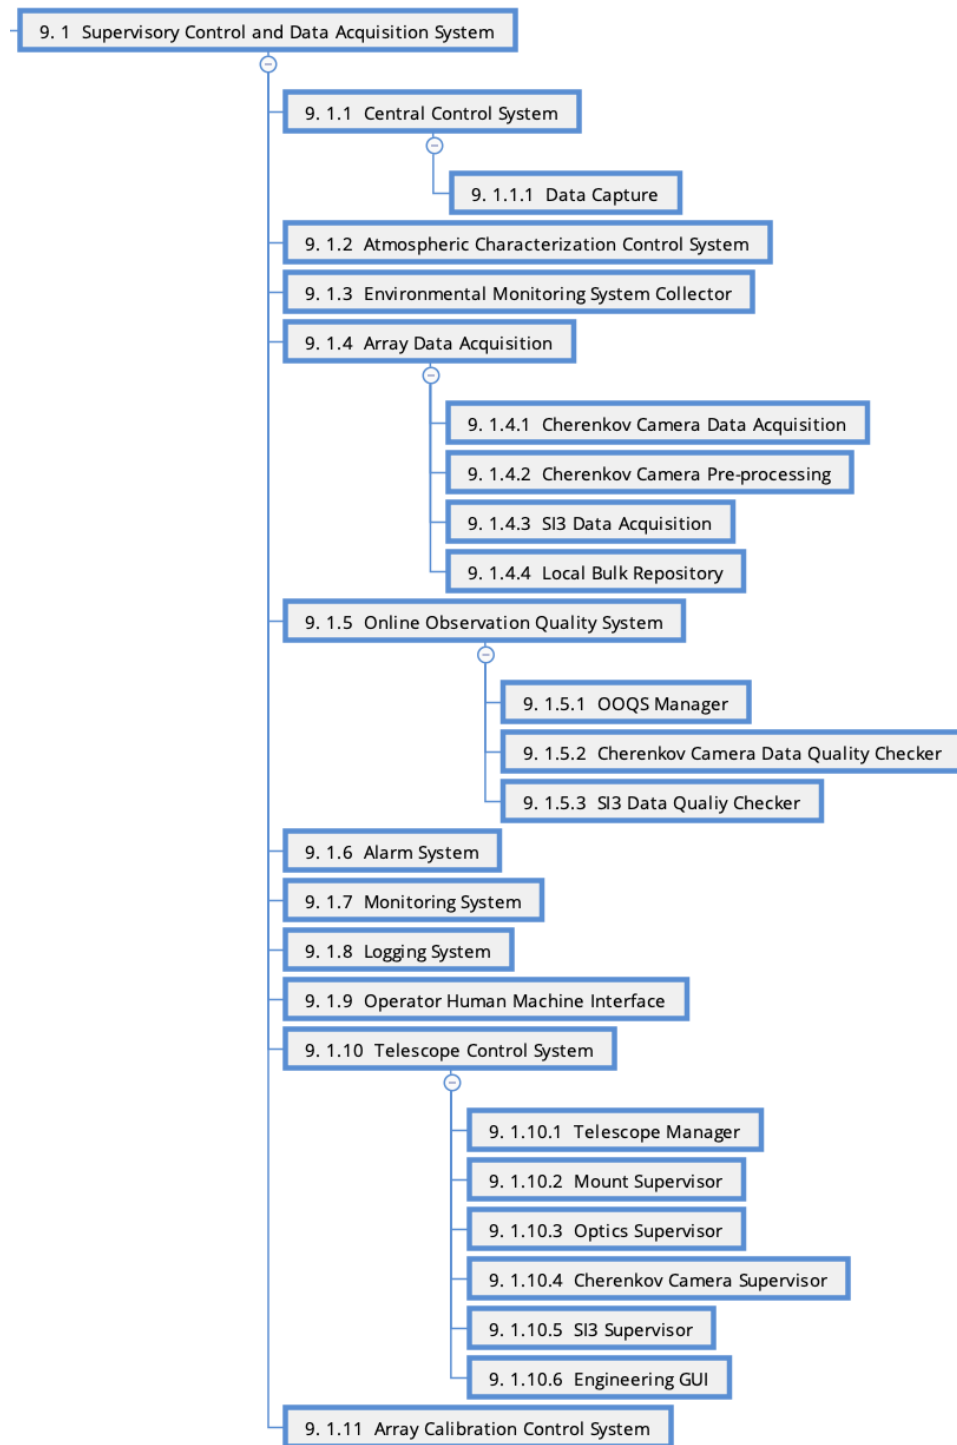 9. 1 Supervisory Control and Data Acquisition System
9. 1.1 Central Control System
9. 1.1.1 Data Capture
9. 1.2 Atmospheric Characterization Control System
9. 1.3 Environmental Monitoring System Collector
9. 1.4 Array Data Acquisition
9. 1.4.1 Cherenkov Camera Data Acquisition
9. 1.4.2 Cherenkov Camera Pre-processing
9. 1.4.3 SI3 Data Acquisition
9. 1.4.4 Local Bulk Repository
9. 1.5 Online Observation Quality System
9. 1.5.1 OOQS Manager
9. 1.5.2 Cherenkov Camera Data Quality Checker
9. 1.5.3 SI3 Data Qualiy Checker
9. 1.6 Alarm System
9. 1.7 Monitoring System
9. 1.8 Logging System
9. 1.9 Operator Human Machine Interface
9. 1.10 Telescope Control System
9. 1.10.1 Telescope Manager
9. 1.10.2 Mount Supervisor
9. 1.10.3 Optics Supervisor
9. 1.10.4 Cherenkov Camera Supervisor
9. 1.10.5 SI3 Supervisor
9. 1.10.6 Engineering GUI
9. 1.11 Array Calibration Control System